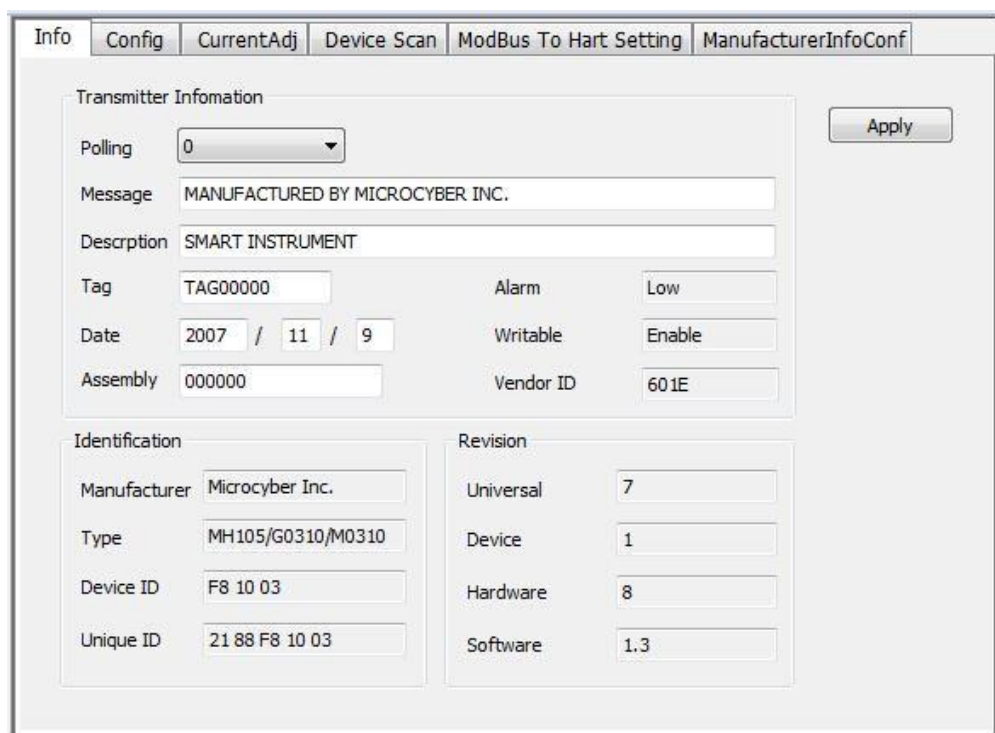 Info Config CurrentAdj Device Scan ModBus To Hart Setting ManufacturerInfoConf
Transmitter Infomation
Apply
Polling 0
Message MANUFACTURED BY MICROCYBER INC.
Descrption SMART INSTRUMENT
Tag TAG00000 Alarm Low
Date 2007 / 11 / 9 Writable Enable
Assembly 000000 Vendor ID 601E
Identification
Manufacturer Microcyber Inc.
Type MH105/G0310/M0310
Device ID F8 10 03
Unique ID 21 88 F8 10 03
Revision
Universal 7
Device 1
Hardware 8
Software 1.3